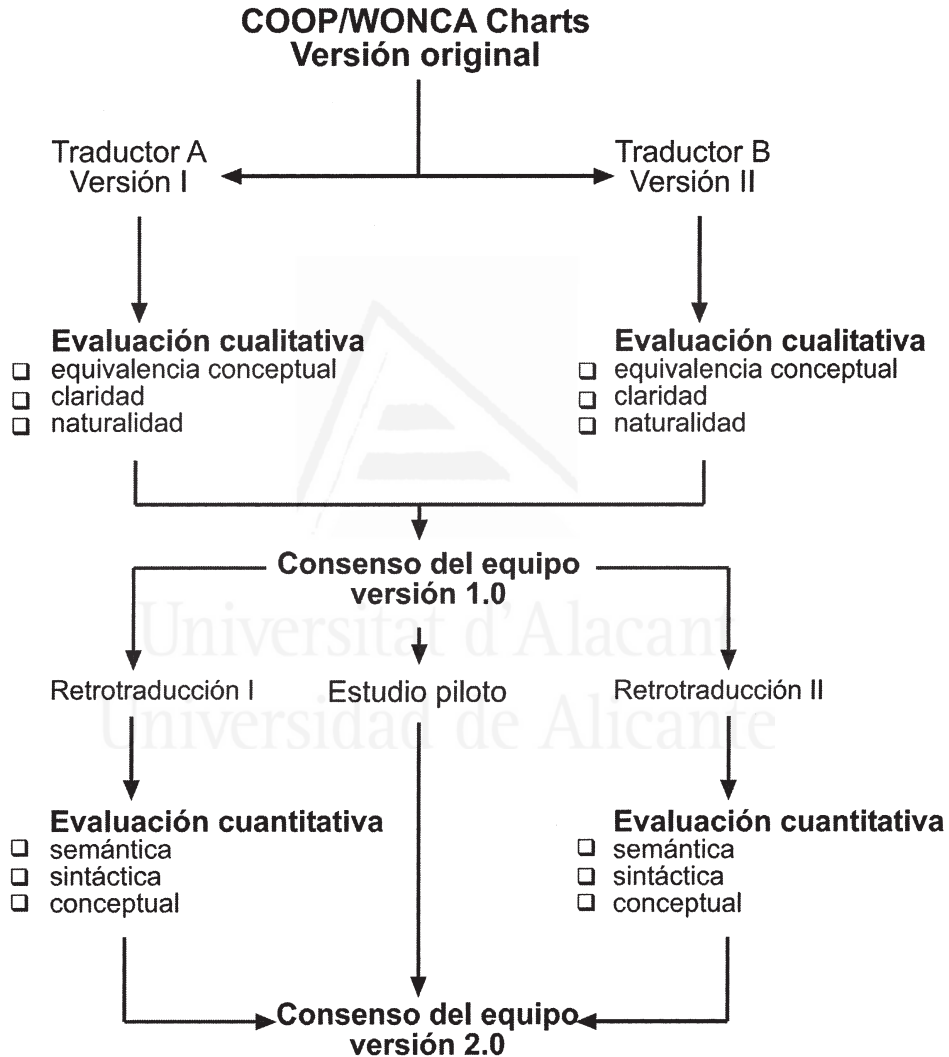 COOP/WONCA Charts
Versión original
Traductor A
Versión I
Traductor B
Versión II
Evaluación cualitativa
equivalencia conceptual
claridad
naturalidad
Evaluación cualitativa
equivalencia conceptual
claridad
naturalidad
Consenso del equipo
versión 1.0
Universitat d'Alacant
Universidad de Alicante
Retrotraducción I
Estudio piloto
Retrotraducción II
Evaluación cuantitativa
semántica
sintáctica
conceptual
Evaluación cuantitativa
semántica
sintáctica
conceptual
Consenso del equipo
versión 2.0